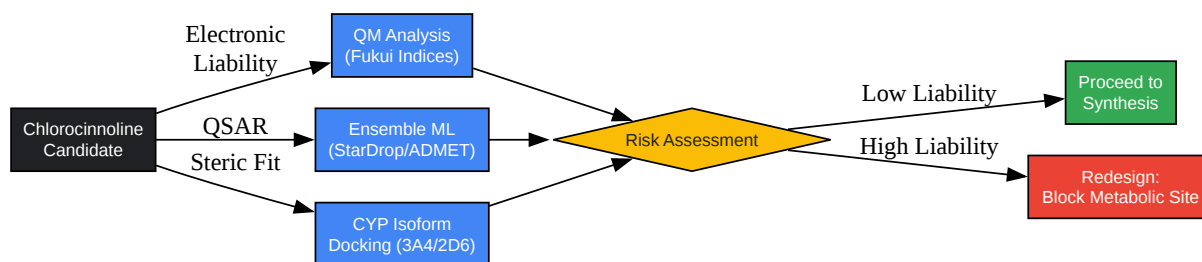 Chlorocinnoline
Candidate
Electronic
Liability
QSAR
Steric Fit
QM Analysis
(Fukui Indices)
Ensemble ML
(StarDrop/ADMET)
CYP Isoform
Docking (3A4/2D6)
Risk Assessment
Low Liability
High Liability
Proceed to
Synthesis
Redesign:
Block Metabolic Site